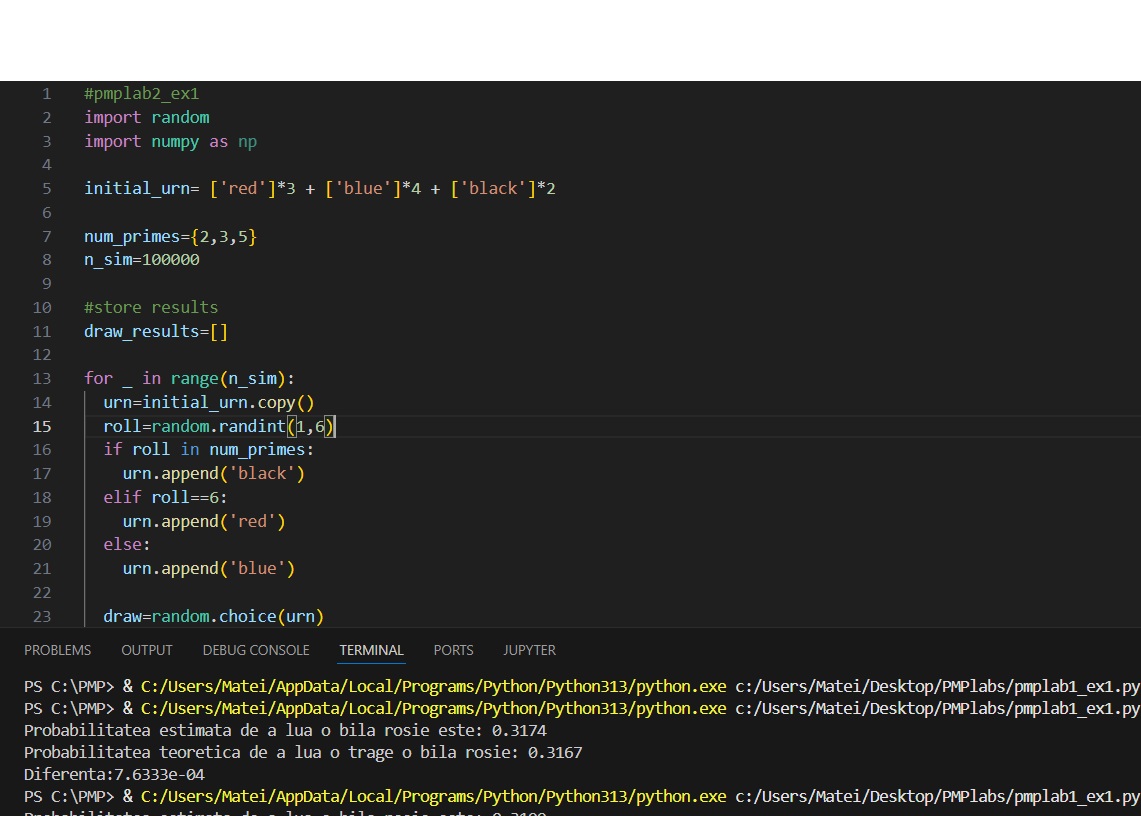 1 #pmplab2_ex1
2 import random
3 import numpy as np
4
5 initial_urn= ['red']*3 + ['blue']*4 + ['black']*2
6
7 num_primes={2,3,5}
8 n_sim=100000
9
10 #store results
11 draw_results=[]
12
13 for _ in range(n_sim):
14 urn=initial_urn.copy()
15 roll=random.randint(1,6)
16 if roll in num_primes:
17 urn.append('black')
18 elif roll==6:
19 urn.append('red')
20 else:
21 urn.append('blue')
22
23 draw=random.choice(urn)
PROBLEMS OUTPUT DEBUG CONSOLE TERMINAL PORTS JUPYTER
PS C:\PMP> & C:/Users/Matei/AppData/Local/Programs/Python/Python313/python.exe c:/Users/Matei/Desktop/PMPlabs/pmplab1_ex1.py
PS C:\PMP> & C:/Users/Matei/AppData/Local/Programs/Python/Python313/python.exe c:/Users/Matei/Desktop/PMPlabs/pmplab1_ex1.py
Probabilitatea estimata de a lua o bila rosie este: 0.3174
Probabilitatea teoretica de a lua o trage o bila rosie: 0.3167
Diferenta:7.6333e-04
PS C:\PMP> & C:/Users/Matei/AppData/Local/Programs/Python/Python313/python.exe c:/Users/Matei/Desktop/PMPlabs/pmplab1_ex1.py
Probabilitatea estimata de a lua o bila rosie este: